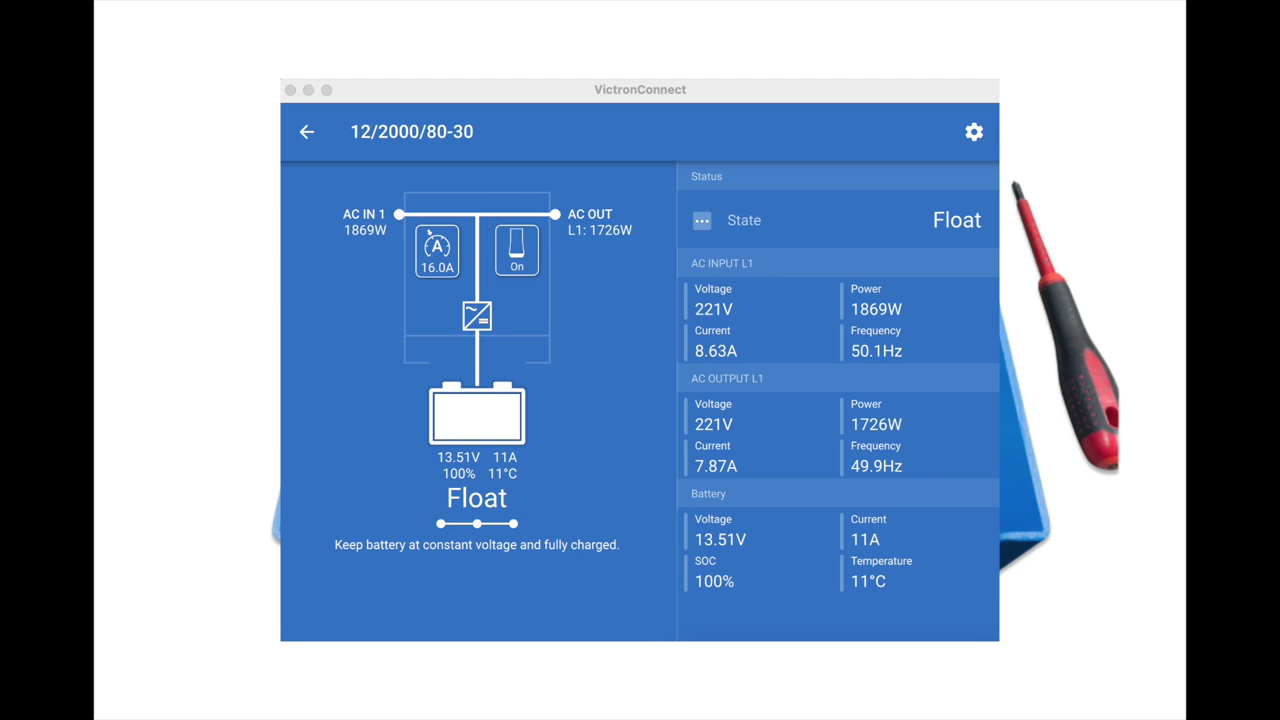 VictronConnect
12/2000/80-30
AC IN 1
1869W
AC OUT
L1: 1726W
A
16.0A
On
13.51V 11A
100% 11°C
Float
Keep battery at constant voltage and fully charged.
Status
State Float
AC INPUT L1
Voltage Power
221V 1869W
Current Frequency
8.63A 50.1Hz
AC OUTPUT L1
Voltage Power
221V 1726W
Current Frequency
7.87A 49.9Hz
Battery
Voltage Current
13.51V 11A
SOC Temperature
100% 11°C